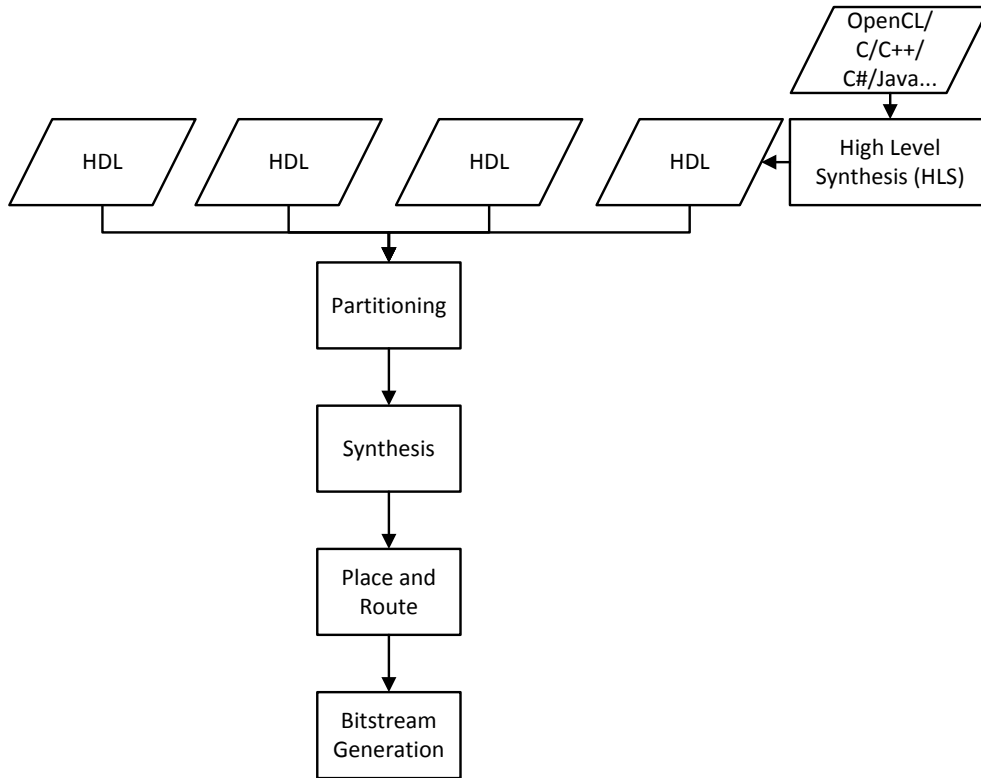 OpenCL/
C/C++/
C#/Java...
HDL
HDL
HDL
HDL
High Level
Synthesis (HLS)
Partitioning
Synthesis
Place and
Route
Bitstream
Generation